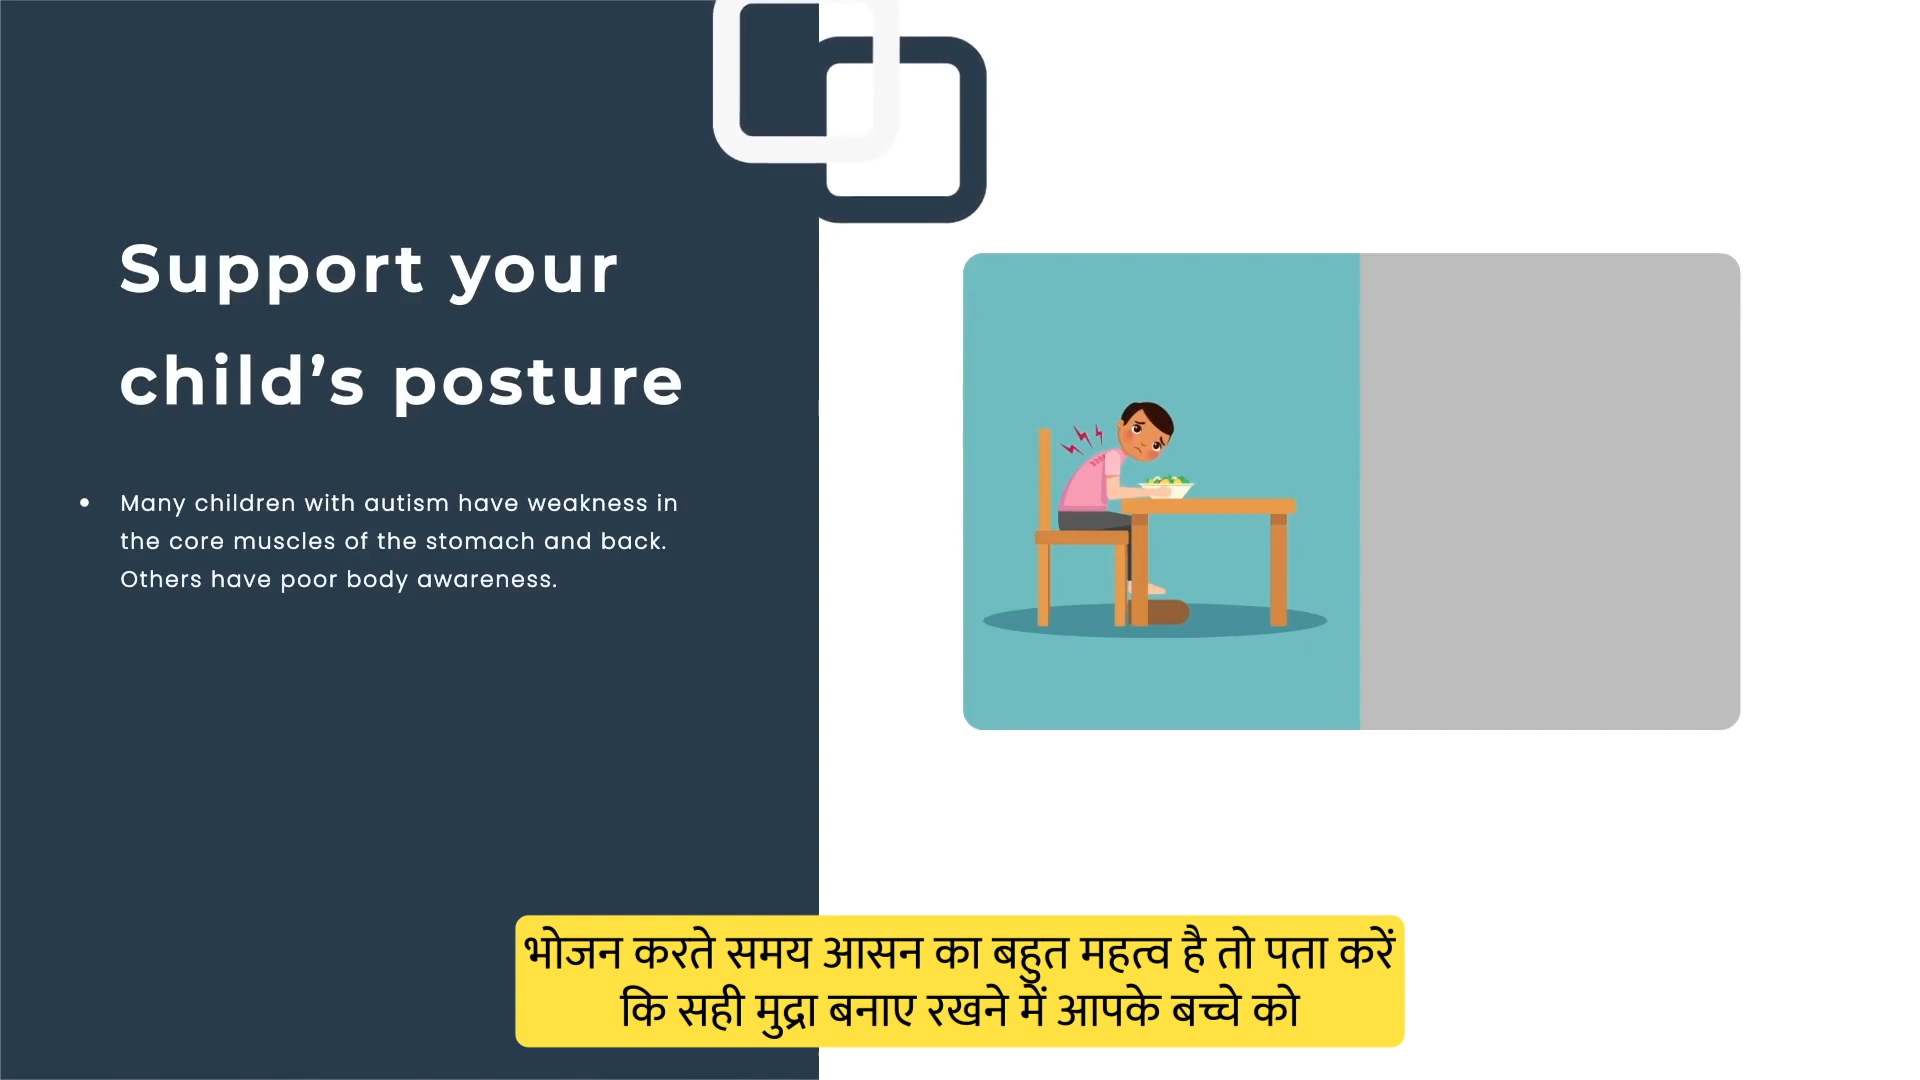 Support your
child’s posture
• Many children with autism have weakness in
the core muscles of the stomach and back.
Others have poor body awareness.
भोजन करते समय आसन का बहुत महत्व है तो पता करें
कि सही मुद्रा बनाए रखने में आपके बच्चे को